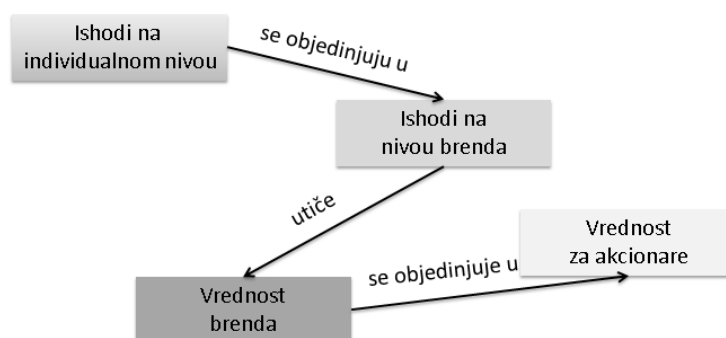 Ishodi na
individualnom nivou
se objedinjuju u
Ishodi na
nivou brenda
utiče
Vrednost
za akcionare
se objedinjuje u
Vrednost
brenda